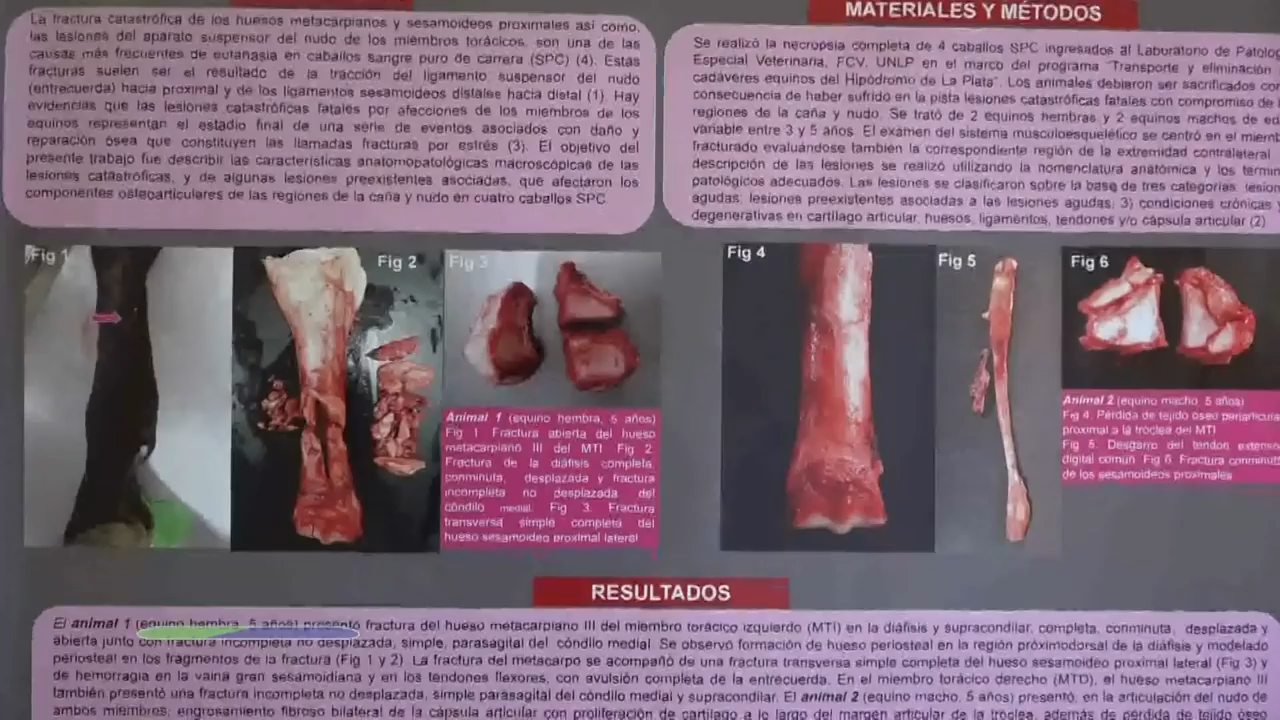 La fractura catastrófica de los huesos metacarpianos y sesamoideos proximales así como,
las lesiones del aparato suspensor del nudo de los miembros torácicos, son una de las
causas más frecuentes de eutanasia en caballos sangre puro de carrera (SPC) (4). Estas
fracturas suelen ser el resultado de la tracción del ligamento suspensor del nudo
(entrecuerda) hacia proximal y de los ligamentos sesamoideos distales hacia distal (1). Hay
evidencias que las lesiones catastróficas fatales por afecciones de los miembros de los
equinos representan el estadio final de una serie de eventos asociados con daño y
reparación ósea que constituyen las llamadas fracturas por estrés (3). El objetivo del
presente trabajo fue describir las características anatomopatológicas macroscópicas de las
lesiones catastróficas, y de algunas lesiones preexistentes asociadas, que afectaron los
componentes osteoarticulares de las regiones de la caña y nudo en cuatro caballos SPC
MATERIALES Y MÉTODOS
Se realizó la necropsia completa de 4 caballos SPC ingresados al Laboratorio de Patolog
Especial Veterinaria, FCV, UNLP en el marco del programa "Transporte y eliminación
cadáveres equinos del Hipódromo de La Plata". Los animales debieron ser sacrificados co
consecuencia de haber sufrido en la pista lesiones catastróficas fatales con compromiso de
regiones de la caña y nudo. Se trató de 2 equinos hembras y 2 equinos machos de ed
variable entre 3 y 5 años. El examen del sistema musculoesquelético se centró en el miemb
fracturado evaluándose también la correspondiente región de la extremidad contralateral
descripción de las lesiones se realizó utilizando la nomenclatura anatómica y los términ
patológicos adecuados. Las lesiones se clasificaron sobre la base de tres categorías: lesion
agudas; lesiones preexistentes asociadas a las lesiones agudas; 3) condiciones crónicas y
degenerativas en cartílago articular, huesos, ligamentos, tendones y/o cápsula articular (2)
Fig 1
Fig 2
Fig 3
Animal 1 (equino hembra, 5 años)
Fig 1. Fractura abierta del hueso
metacarpiano III del MTI Fig 2.
Fractura de la diáfisis completa,
conminuta, desplazada y fractura
incompleta no desplazada del
cóndilo medial. Fig 3. Fractura
transversa simple completa del
hueso sesamoideo proximal lateral
Fig 4
Fig 5
Fig 6
Animal 2 (equino macho, 5 años)
Fig 4. Pérdida de tejido óseo periarticula
proximal a la tróclea del MTI
Fig 5. Desgarro del tendon extenso
digital común Fig 6. Fractura conminut
de los sesamoideos proximales
RESULTADOS
El animal 1 (equino hembra, 5 años) presentó fractura del hueso metacarpiano III del miembro torácico izquierdo (MTI) en la diáfisis y supracondilar, completa, conminuta, desplazada y
abierta junto con fractura incompleta no desplazada, simple, parasagital del cóndilo medial. Se observó formación de hueso periosteal en la región próximodorsal de la diáfisis y modelado
periosteal en los fragmentos de la fractura (Fig 1 y 2). La fractura del metacarpo se acompañó de una fractura transversa simple completa del hueso sesamoideo proximal lateral (Fig 3) y
de hemorragia en la vaina gran sesamoidiana y en los tendones flexores, con avulsión completa de la entrecuerda. En el miembro torácico derecho (MTD), el hueso metacarpiano III
también presentó una fractura incompleta no desplazada, simple parasagital del cóndilo medial y supracondilar. El animal 2 (equino macho, 5 años) presentó, en la articulación del nudo de
ambos miembros, engrosamiento fibroso bilateral de la cápsula articular con proliferación de cartílago a lo largo del margen articular de la tróclea, además de pérdida de tejido óseo